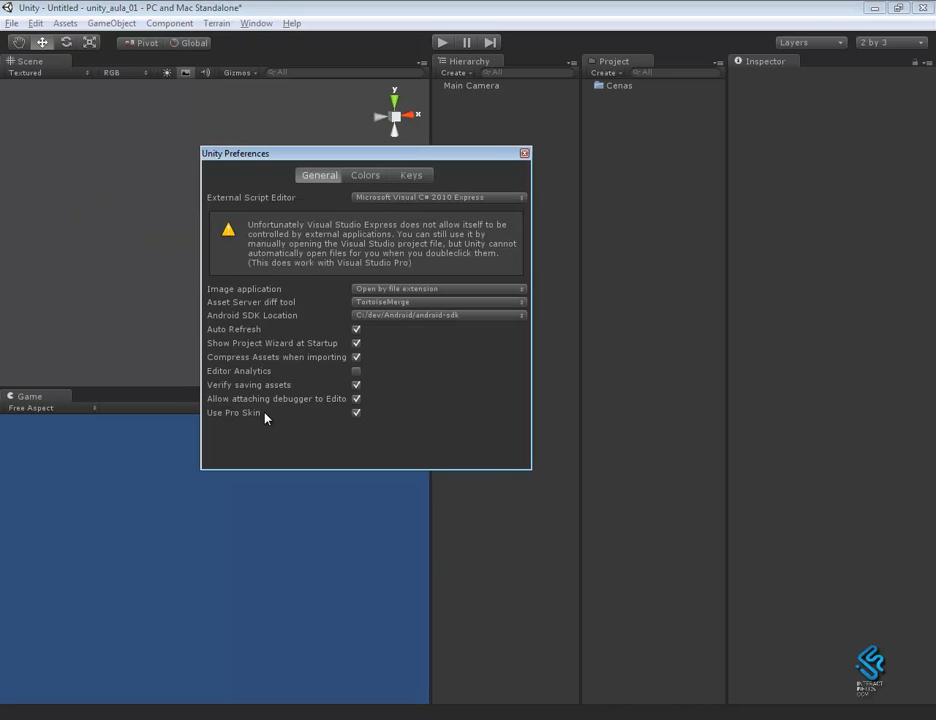 Unity - Untitled - unity_aula_01 - PC and Mac Standalone*
File Edit Assets GameObject Component Terrain Window Help
Pivot Global Layers 2 by 3
Scene Hierarchy Project Inspector
Textured RGB Gizmos All Create All Create All
Main Camera Cenas
y
x
Unity Preferences
General Colors Keys
External Script Editor Microsoft Visual C# 2010 Express
Unfortunately Visual Studio Express does not allow itself to be
controlled by external applications. You can still use it by
manually opening the Visual Studio project file, but Unity cannot
automatically open files for you when you doubleclick them.
(This does work with Visual Studio Pro)
Image application Open by file extension
Asset Server diff tool TortoiseMerge
Android SDK Location C:/dev/Android/android-sdk
Auto Refresh
Show Project Wizard at Startup
Compress Assets when importing
Editor Analytics
Verify saving assets
Allow attaching debugger to Edito
Use Pro Skin
Game
Free Aspect
INTERACT
FIELDS
.COM